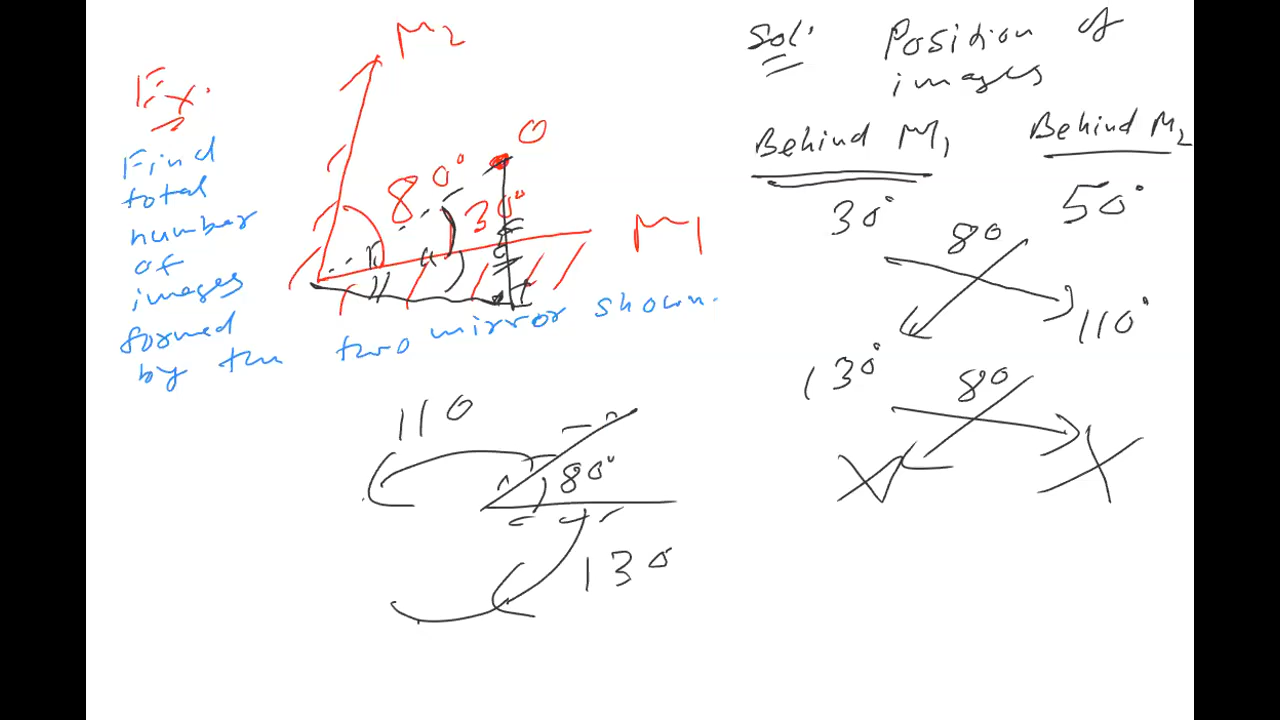 M2
Ex.
O
80°
30°
M1
Find
total
number
of
images
formed
by the two mirror shown.
110
80°
130
Sol:
Position of
images
Behind M1
Behind M2
30°
50°
80
110°
130°
80
X
X